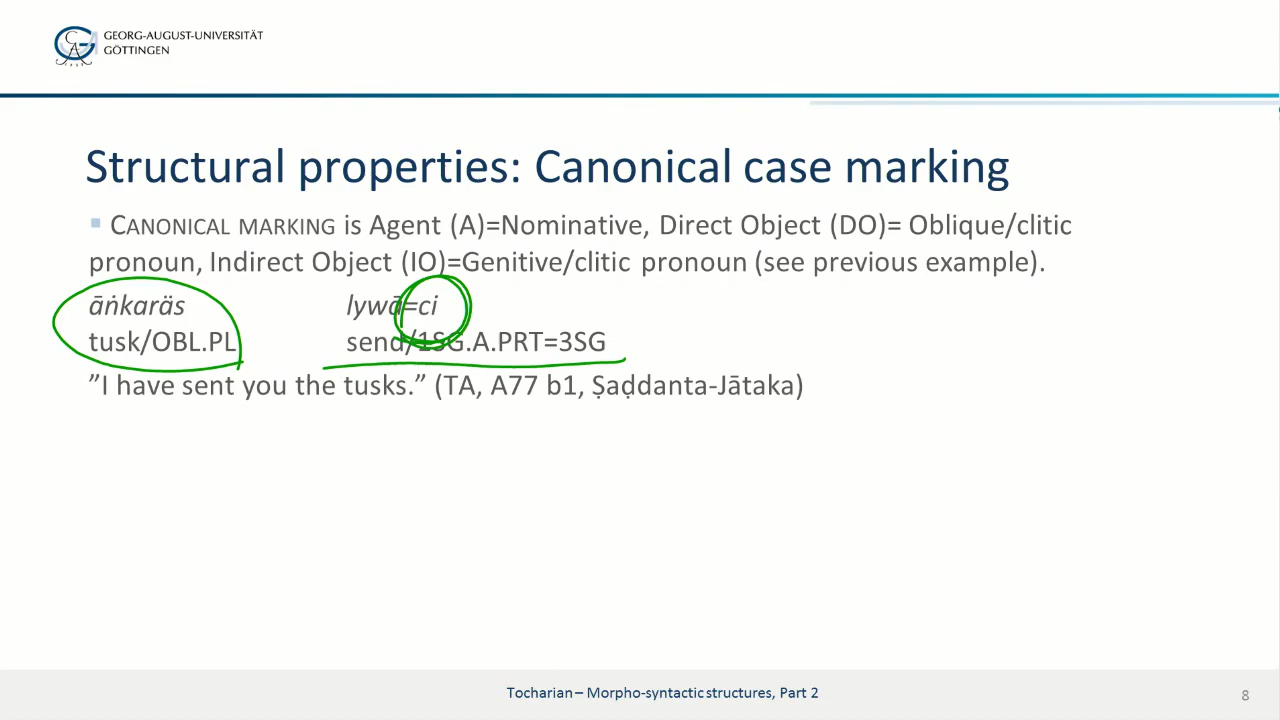 GEORG-AUGUST-UNIVERSITÄT
GÖTTINGEN
Structural properties: Canonical case marking
CANONICAL MARKING is Agent (A)=Nominative, Direct Object (DO)= Oblique/clitic
pronoun, Indirect Object (IO)=Genitive/clitic pronoun (see previous example).
āṅkaräs lywā=ci
tusk/OBL.PL send/1SG.A.PRT=3SG
”I have sent you the tusks.” (TA, A77 b1, Ṣaḍdanta-Jātaka)
Tocharian – Morpho-syntactic structures, Part 2
8